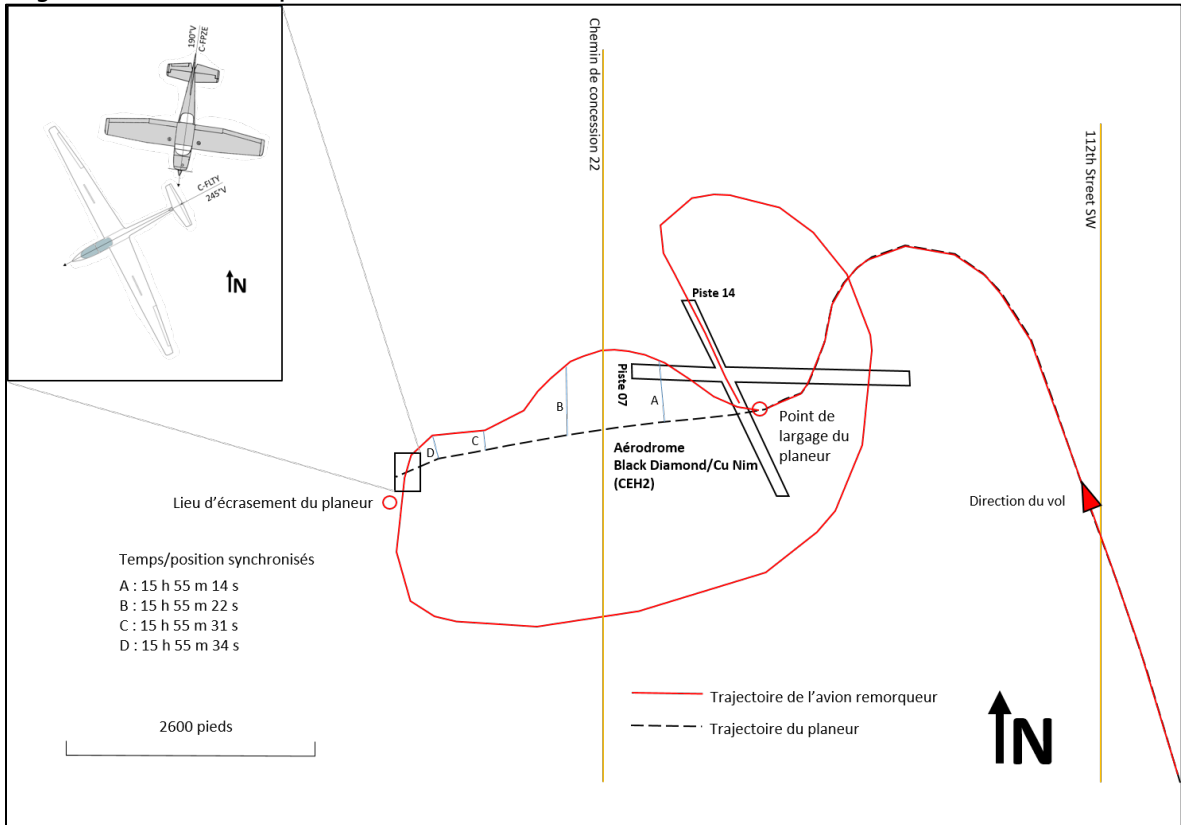 190°V
C-FPZE
C-FLTY
245°V
N
Chemin de concession 22
112th Street SW
Piste 14
Piste 07
A
B
C
D
Point de
largage du
planeur
Aérodrome
Black Diamond/Cu Nim
(CEH2)
Direction du vol
Lieu d'écrasement du planeur
Temps/position synchronisés
A : 15 h 55 m 14 s
B : 15 h 55 m 22 s
C : 15 h 55 m 31 s
D : 15 h 55 m 34 s
2600 pieds
Trajectoire de l'avion remorqueur
Trajectoire du planeur
N